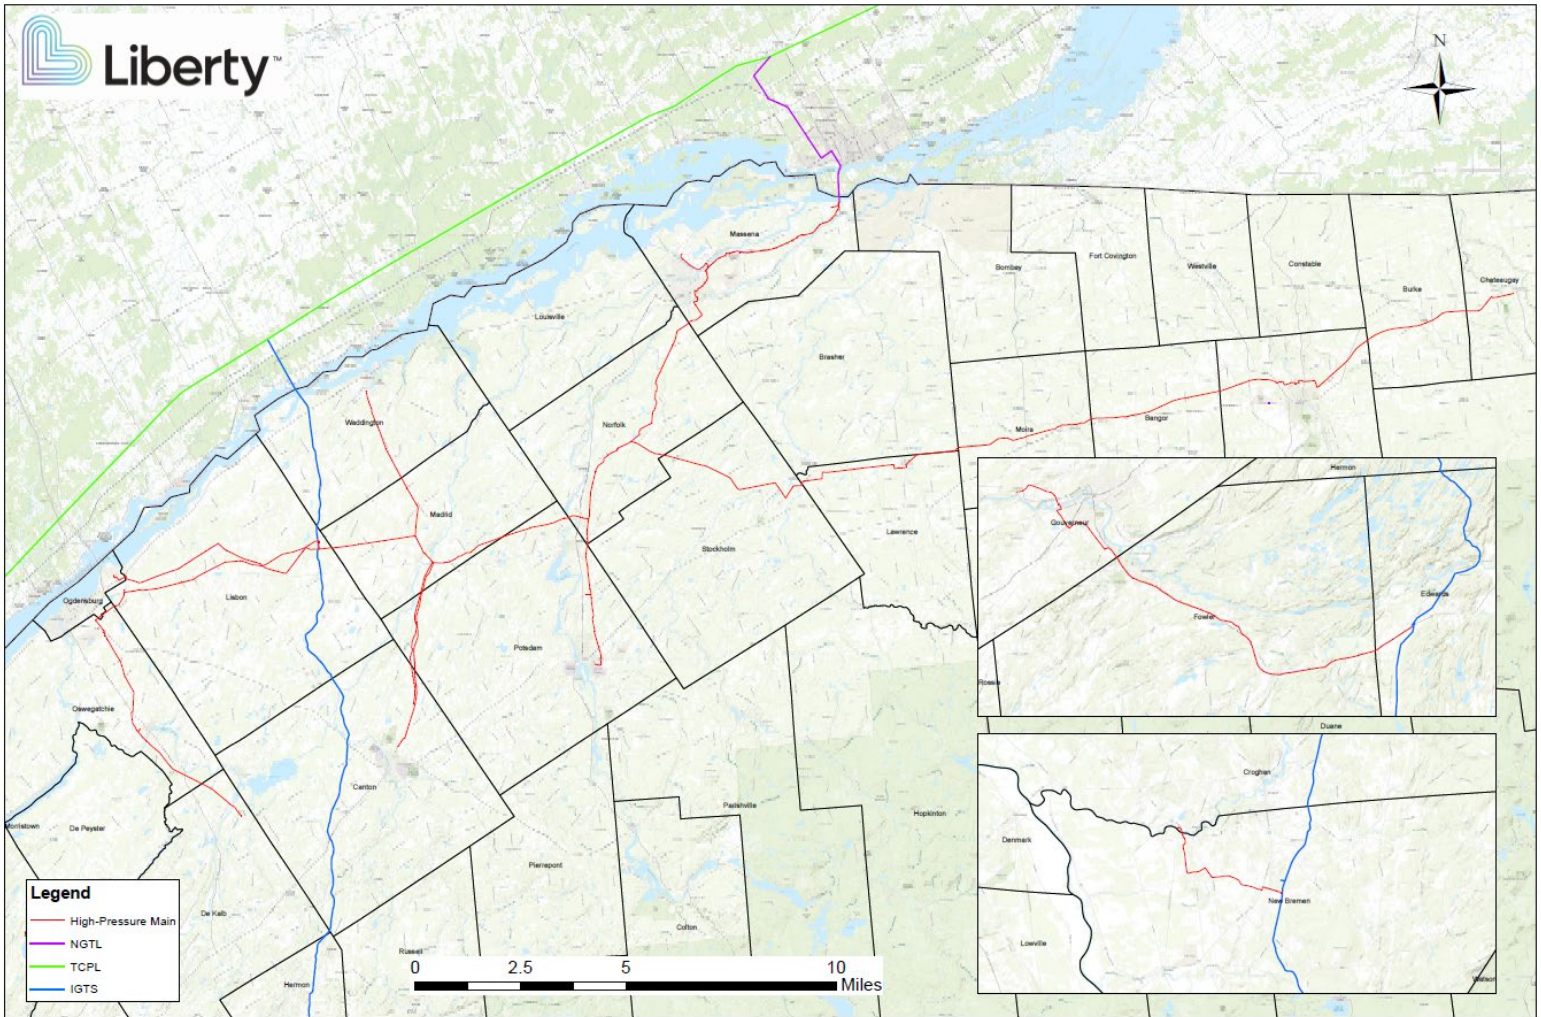 Liberty™
N
Massena
Fort Covington
Bombay
Westville
Constable
Chateaugay
Burke
Louisville
Brasher
Waddington
Norfolk
Moira
Bangor
Madrid
Stockholm
Lawrence
Ogdensburg
Lisbon
Potsdam
Oswegatchie
Canton
Morristown
De Peyster
Parishville
Hopkinton
Pierrepont
De Kalb
Colton
Russell
Hermon
Duane
Hermon
Gouverneur
Edwards
Fowler
Rossie
Croghan
Denmark
New Bremen
Lowville
Watson
Legend
High-Pressure Main
NGTL
TCPL
IGTS
0 2.5 5 10
Miles